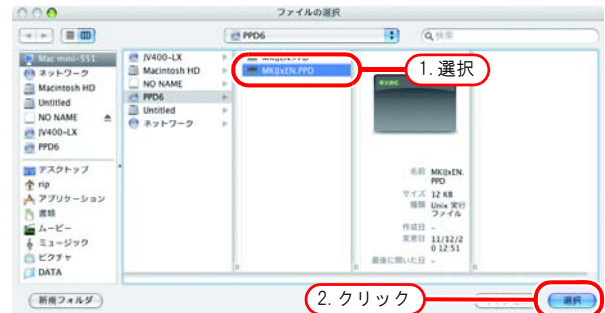 ファイルの選択
PPD6
検索
Mac mini-551
ネットワーク
Macintosh HD
Untitled
NO NAME
JV400-LX
PPD6
デスクトップ
rip
アプリケーション
書類
ムービー
ミュージック
ピクチャ
DATA
JV400-LX
Macintosh HD
NO NAME
PPD6
Untitled
ネットワーク
MKIJxEN.PPD
1. 選択
exec
名前 MKIJxEN.
PPD
サイズ 12 KB
種類 Unix 実行
ファイル
作成日 -
変更日 11/12/2
0 12:51
最後に開いた日 -
新規フォルダ
2. クリック
選択